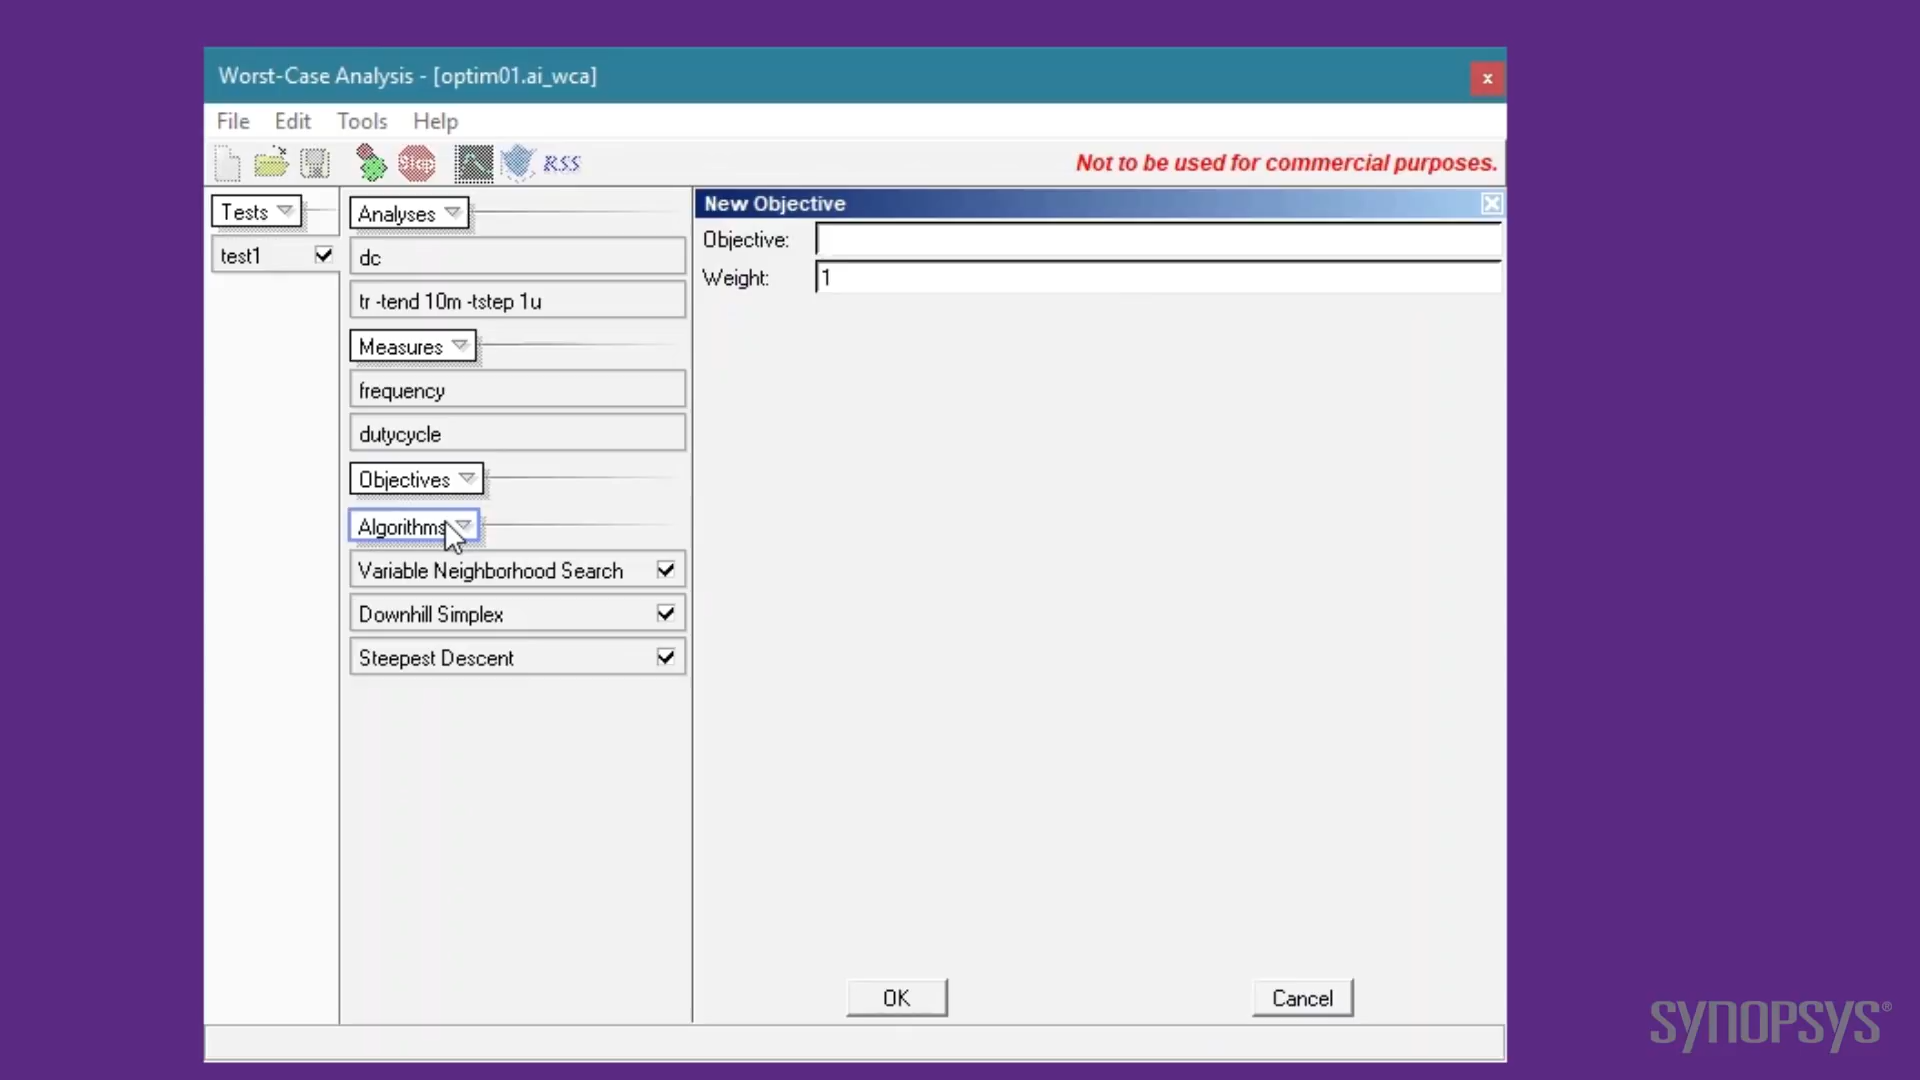 Worst-Case Analysis - [optim01.ai_wca]
x
File Edit Tools Help
Stop
RSS
Not to be used for commercial purposes.
Tests
test1
Analyses
dc
tr -tend 10m -tstep 1u
Measures
frequency
dutycycle
Objectives
Algorithms
Variable Neighborhood Search
Downhill Simplex
Steepest Descent
New Objective
Objective:
Weight: 1
OK
Cancel
SYNOPSYS®